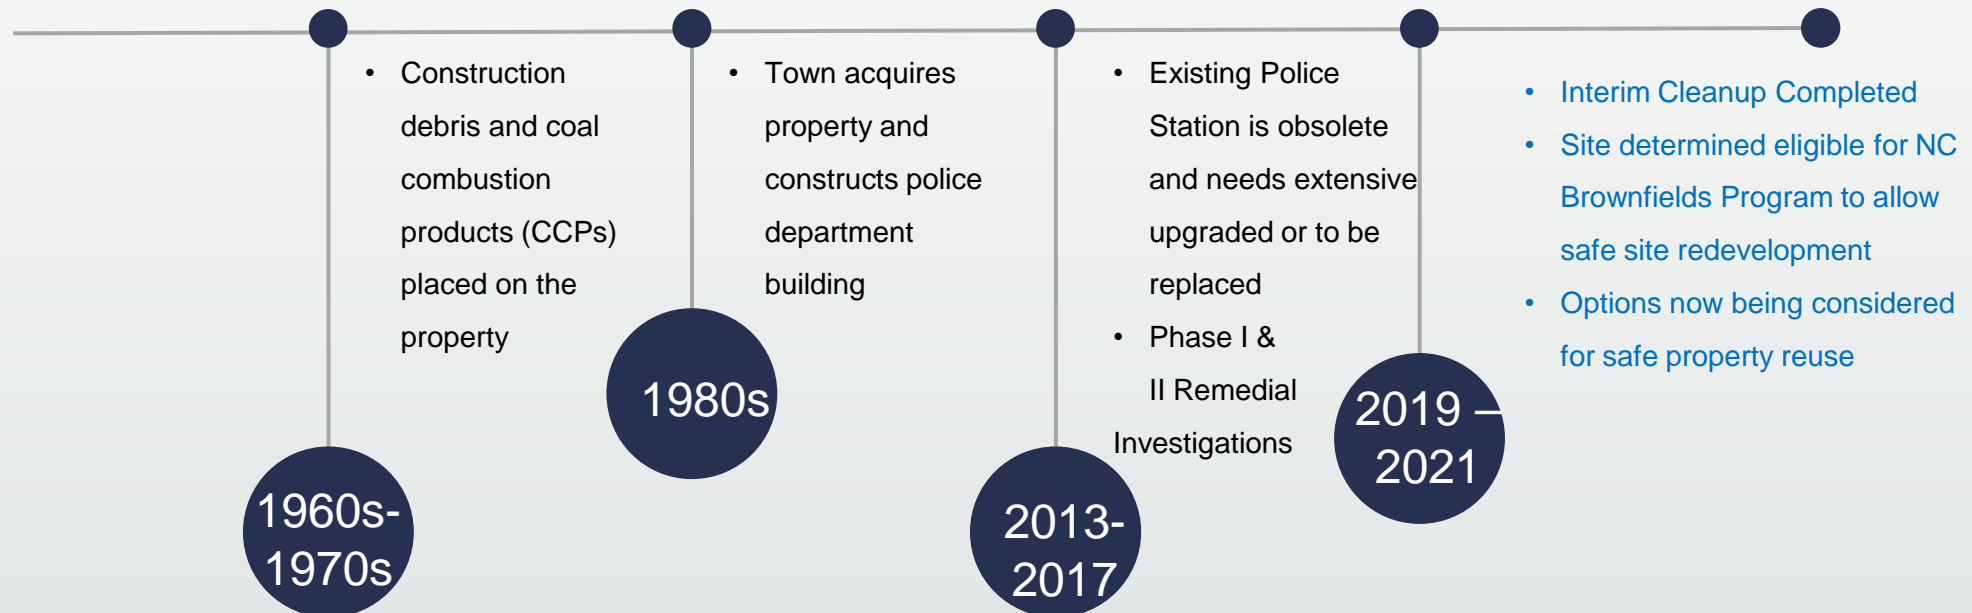 • Construction
debris and coal
combustion
products (CCPs)
placed on the
property
1960s-
1970s
• Town acquires
property and
constructs police
department
building
1980s
• Existing Police
Station is obsolete
and needs extensive
upgraded or to be
replaced
• Phase I &
II Remedial
Investigations
2013-
2017
• Interim Cleanup Completed
• Site determined eligible for NC
Brownfields Program to allow
safe site redevelopment
• Options now being considered
for safe property reuse
2019 –
2021